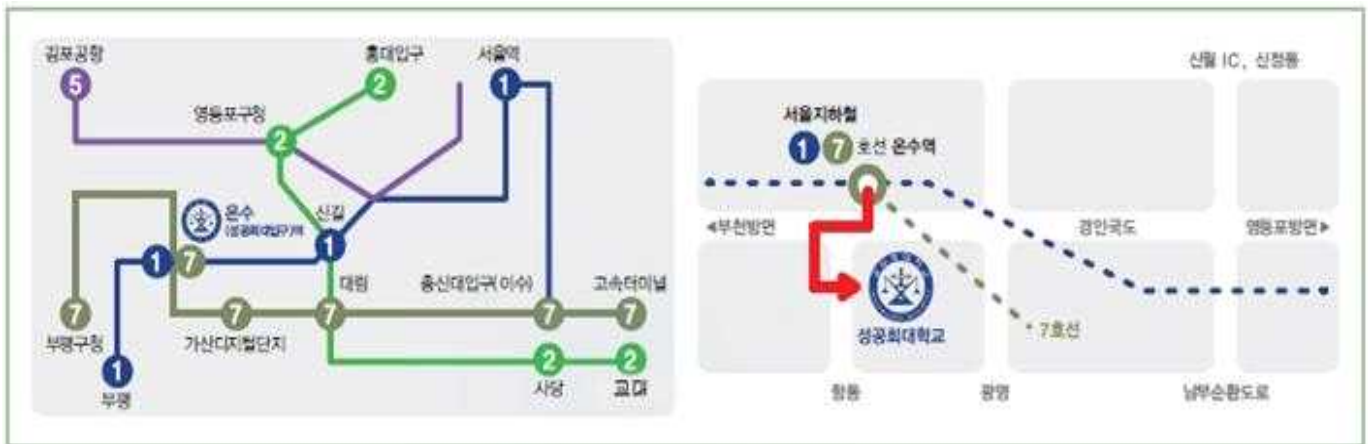 김포공항
홍대입구
서울역
5
2
1
영등포구청
2
온수
(성공회대입구)역
신길
1
7
1
대림
총신대입구(이수)
고속터미널
7
7
7
7
7
부평구청
가산디지털단지
1
2
2
부평
사당
교대
신월 IC, 신정동
서울지하철
1 7 호선 온수역
◀부천방면
경인국도
영등포방면▶
성공회대학교
7호선
항동
광명
남부순환도로